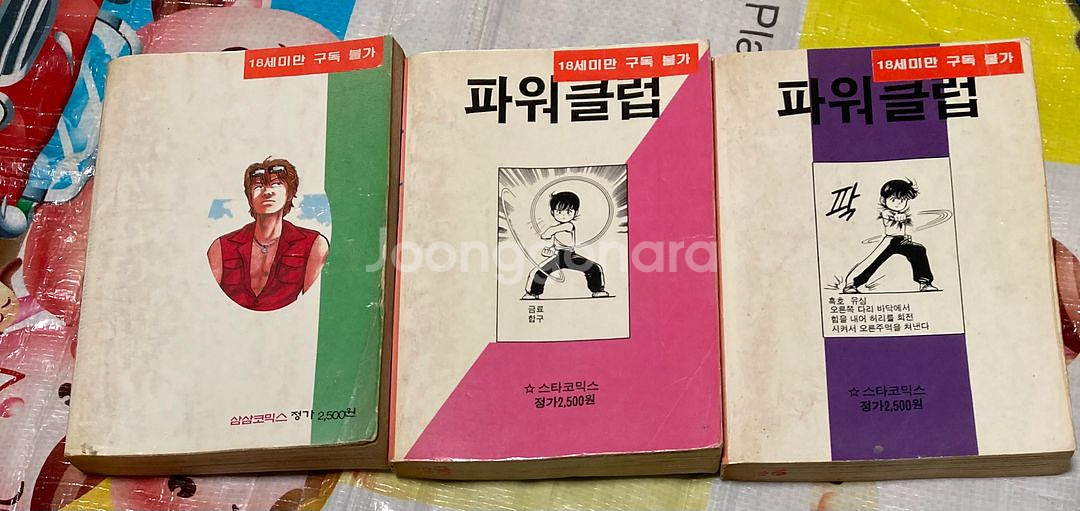 Pla
18세미만 구독 불가
삼삼코믹스 정가 2,500원
18세미만 구독 불가
파워클럽
금료
합구
☆ 스타코믹스
정가2,500원
18세미만 구독 불가
파워클럽
팍
흑호 유심
오른쪽 다리 바닥에서
힘을 내어 허리를 회전
시켜서 오른주먹을 쳐낸다
☆ 스타코믹스
정가2,500원